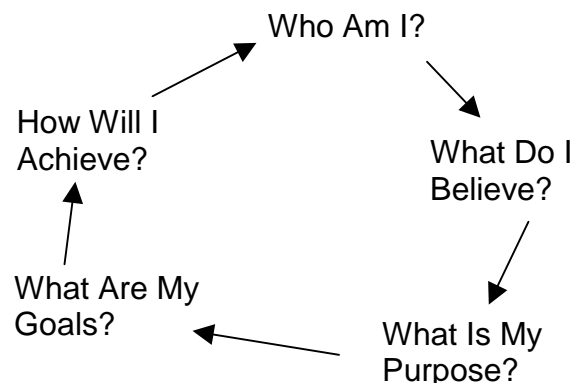 Who Am I?
What Do I
Believe?
What Is My
Purpose?
What Are My
Goals?
How Will I
Achieve?